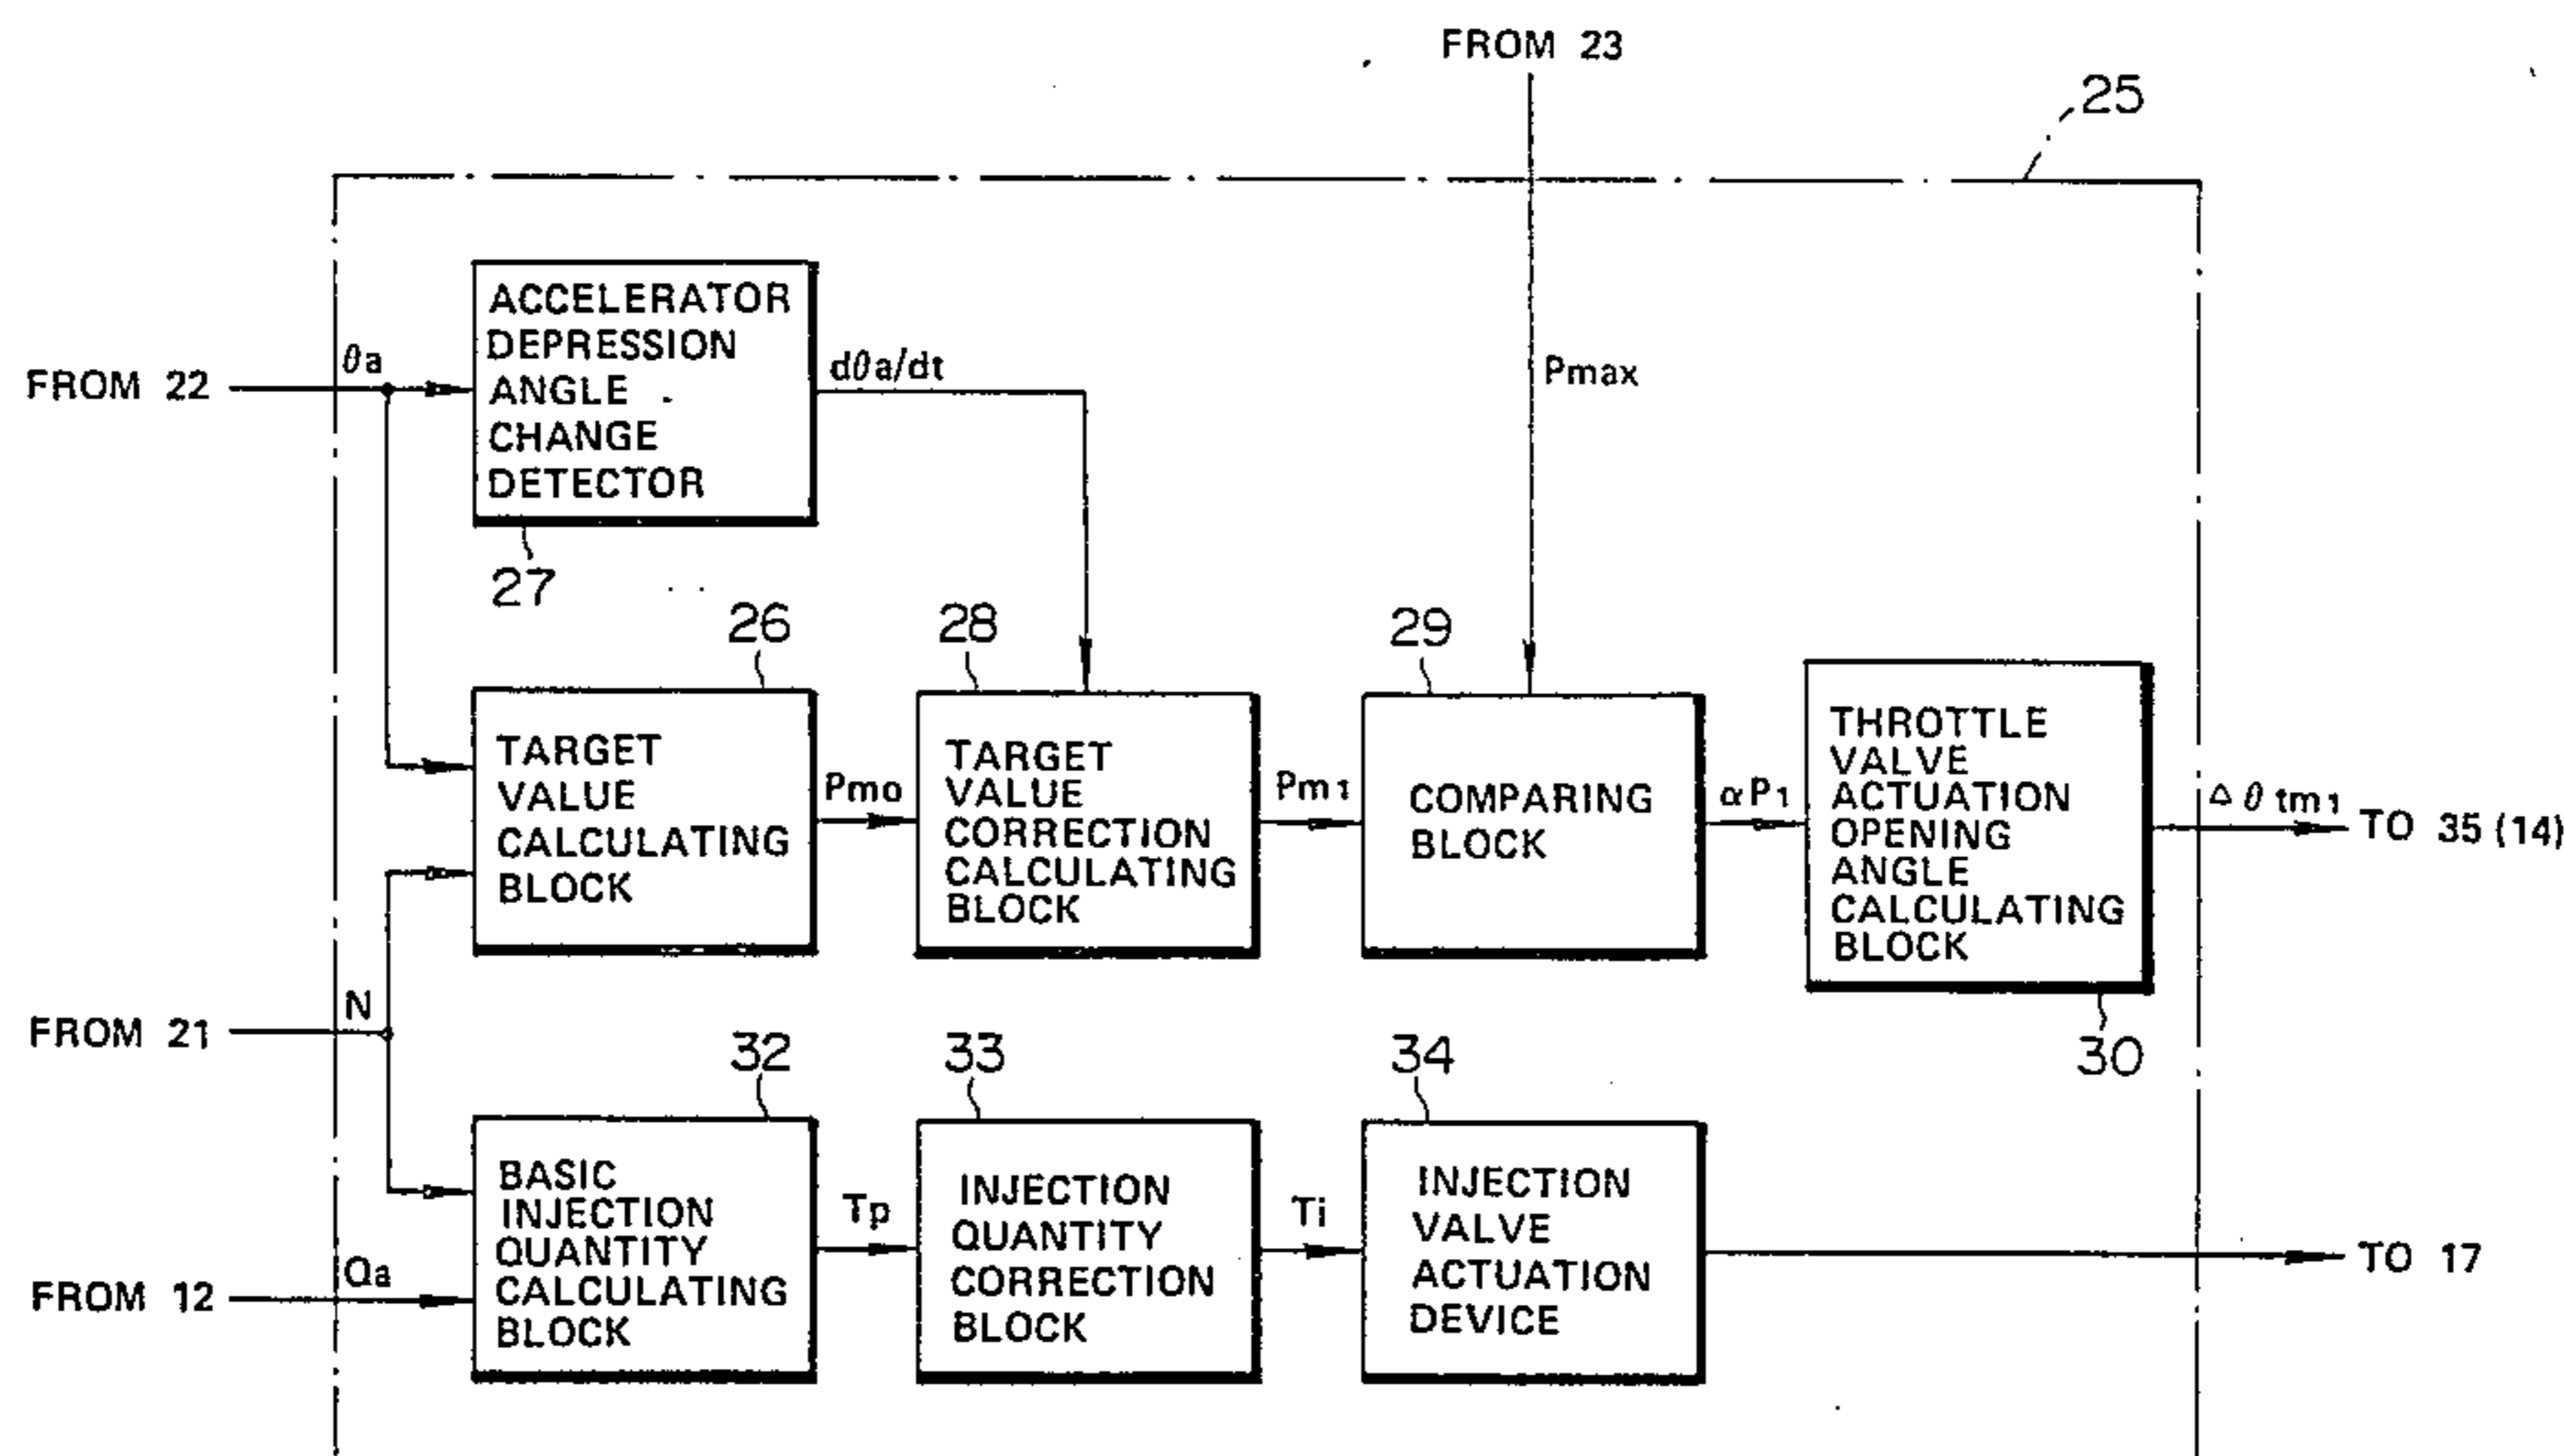 FROM 23
25
ACCELERATOR
DEPRESSION
ANGLE
CHANGE
DETECTOR
27
FROM 22
θa
dθa/dt
Pmax
26
TARGET
VALUE
CALCULATING
BLOCK
Pmo
28
TARGET
VALUE
CORRECTION
CALCULATING
BLOCK
Pm1
29
COMPARING
BLOCK
αP1
THROTTLE
VALVE
ACTUATION
OPENING
ANGLE
CALCULATING
BLOCK
30
Δθtm1
TO 35 (14)
FROM 21
N
FROM 12
Qa
32
BASIC
INJECTION
QUANTITY
CALCULATING
BLOCK
Tp
33
INJECTION
QUANTITY
CORRECTION
BLOCK
Ti
34
INJECTION
VALVE
ACTUATION
DEVICE
TO 17